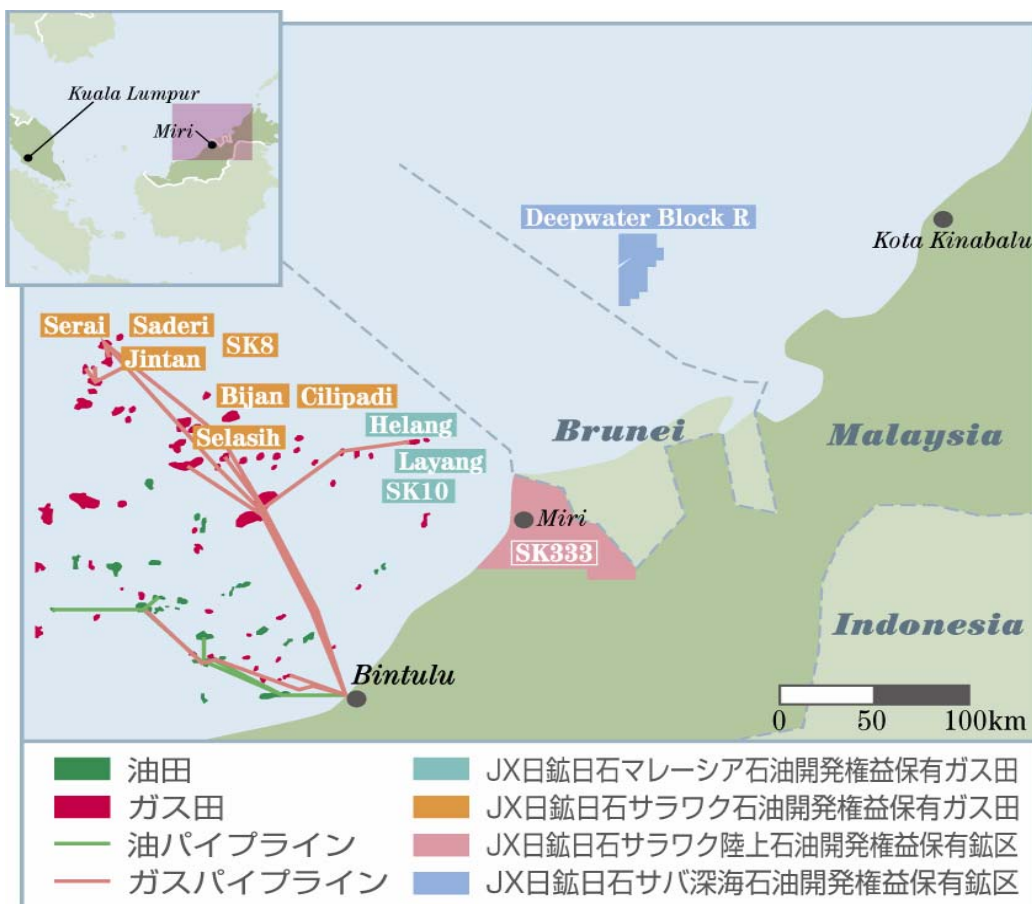 Kuala Lumpur
Miri
Deepwater Block R
Kota Kinabalu
Serai
Saderi
SK8
Jintan
Bijan
Cilipadi
Selasih
Helang
Layang
SK10
Brunei
Malaysia
Miri
SK333
Indonesia
Bintulu
0 50 100km
油田
ガス田
油パイプライン
ガスパイプライン
JX日鉱日石マレーシア石油開発権益保有ガス田
JX日鉱日石サラワク石油開発権益保有ガス田
JX日鉱日石サラワク陸上石油開発権益保有鉱区
JX日鉱日石サバ深海石油開発権益保有鉱区